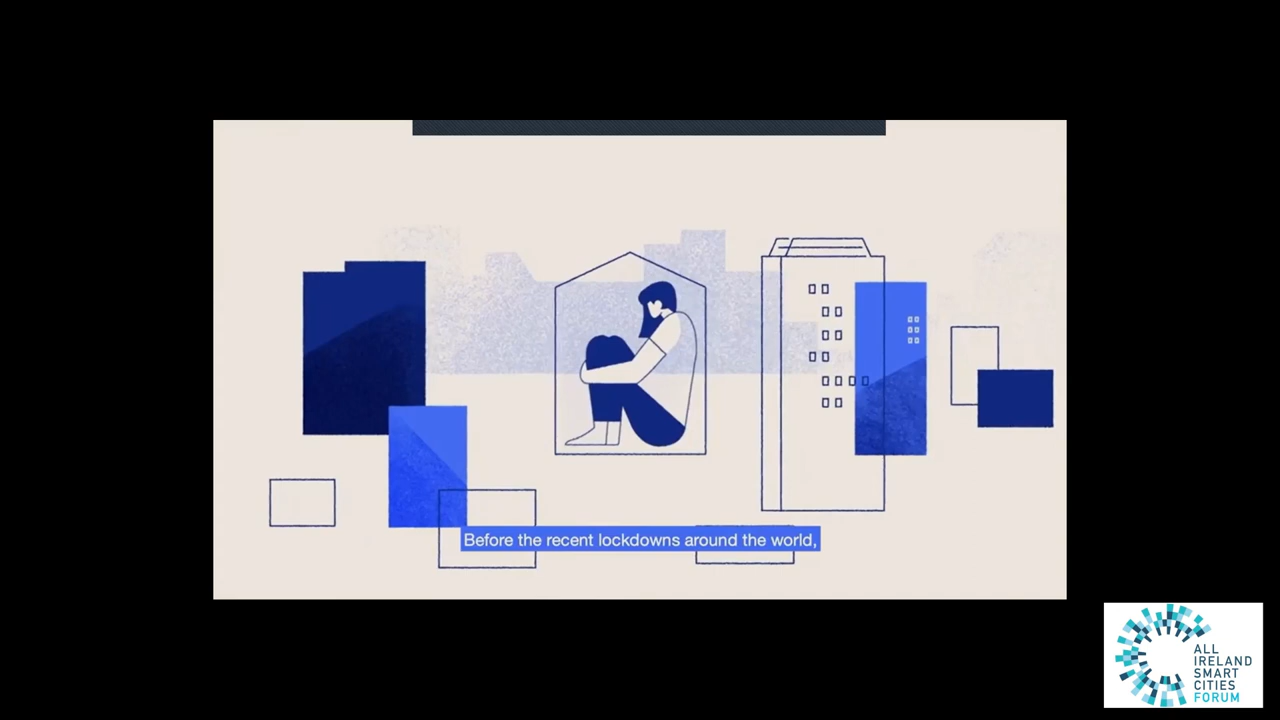 Before the recent lockdowns around the world,
ALL
IRELAND
SMART
CITIES
FORUM